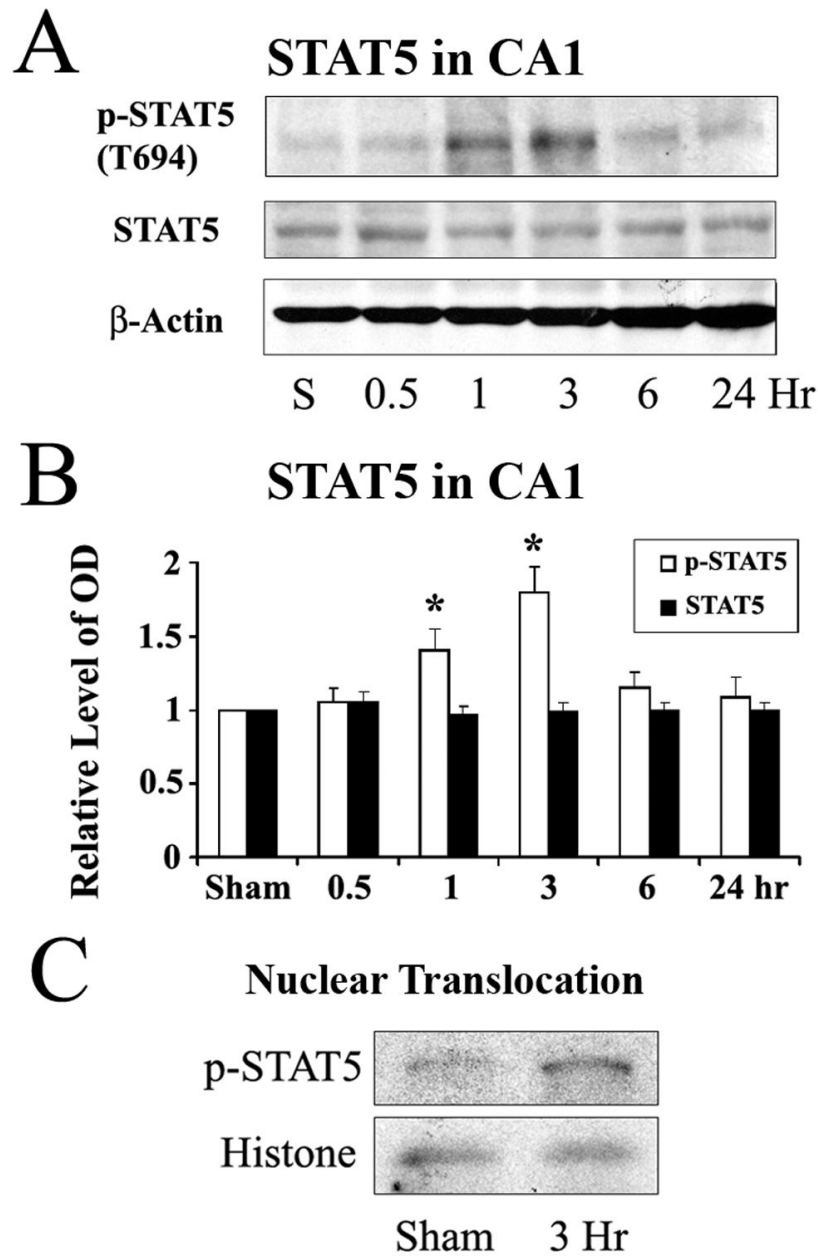 A
STAT5 in CA1
p-STAT5
(T694)
STAT5
β-Actin
S 0.5 1 3 6 24 Hr
B
STAT5 in CA1
Relative Level of OD
2
1.5
1
0.5
0
* *
p-STAT5
STAT5
Sham 0.5 1 3 6 24 hr
C
Nuclear Translocation
p-STAT5
Histone
Sham 3 Hr